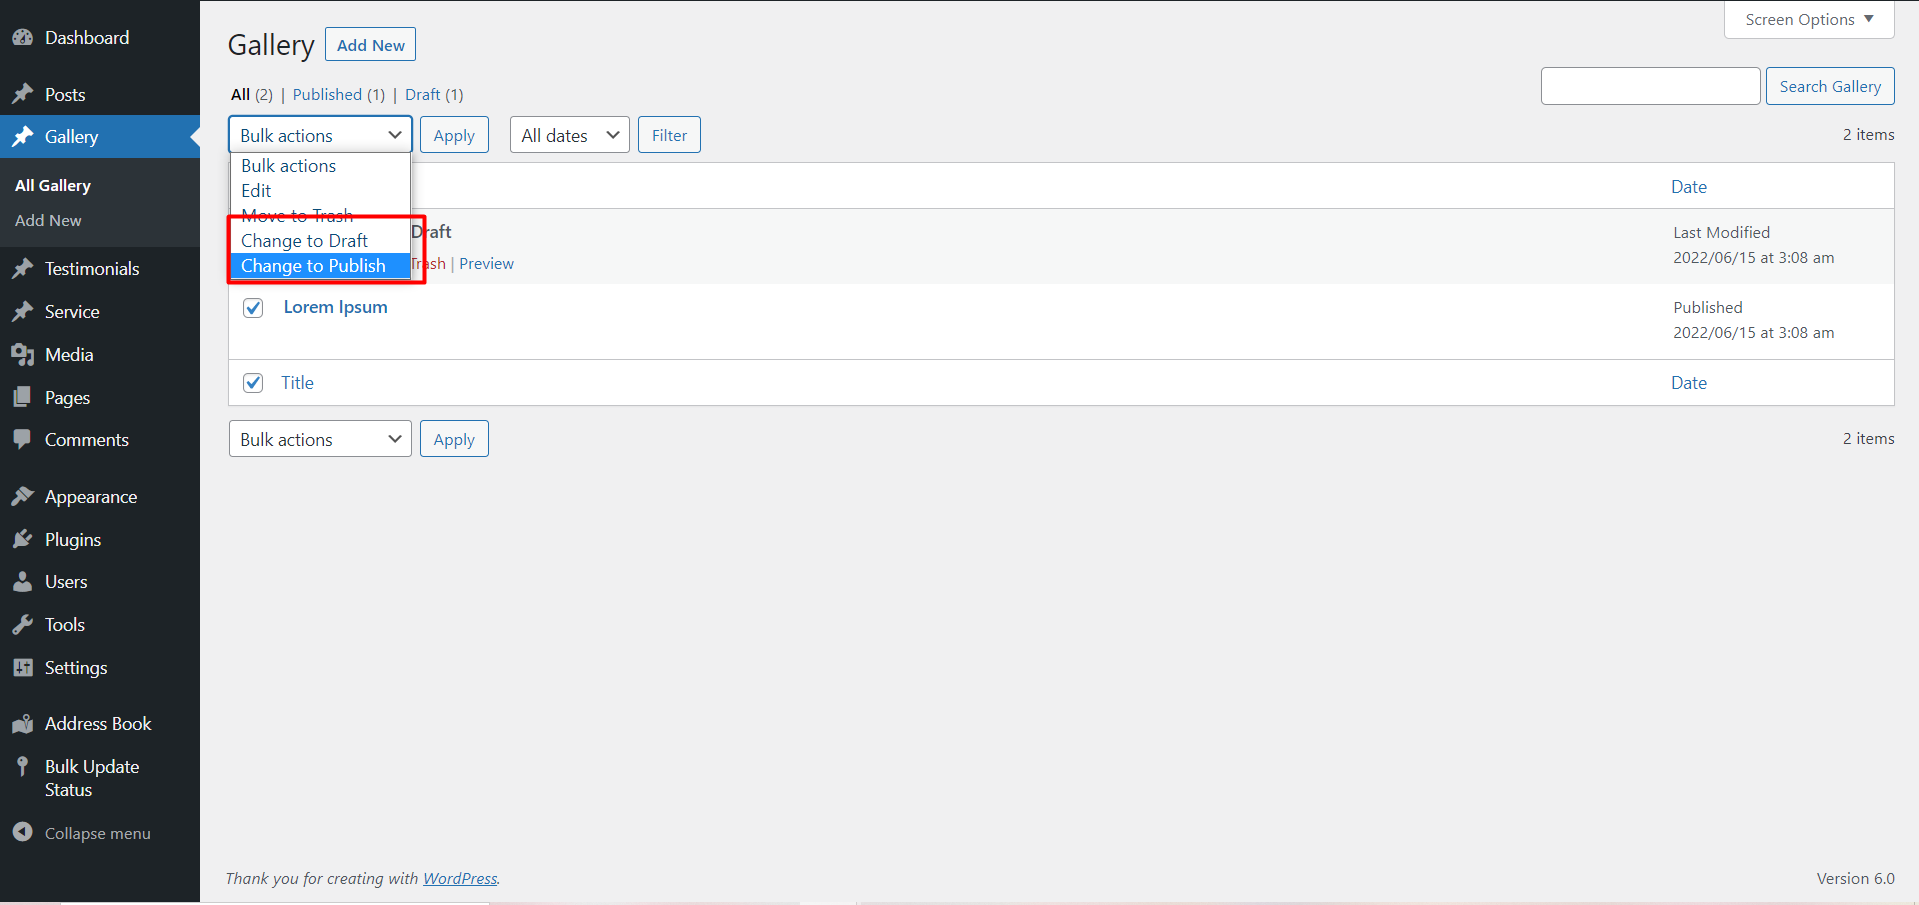 Dashboard
Posts
Gallery
All Gallery
Add New
Testimonials
Service
Media
Pages
Comments
Appearance
Plugins
Users
Tools
Settings
Address Book
Bulk Update
Status
Collapse menu
Screen Options
Gallery Add New
All (2) | Published (1) | Draft (1)
Search Gallery
Bulk actions Apply All dates Filter 2 items
Bulk actions
Edit
Move to Trash
Change to Draft
Change to Publish
Date
Draft
Trash | Preview
Last Modified
2022/06/15 at 3:08 am
Lorem Ipsum
Published
2022/06/15 at 3:08 am
Title Date
Bulk actions Apply 2 items
Thank you for creating with WordPress. Version 6.0